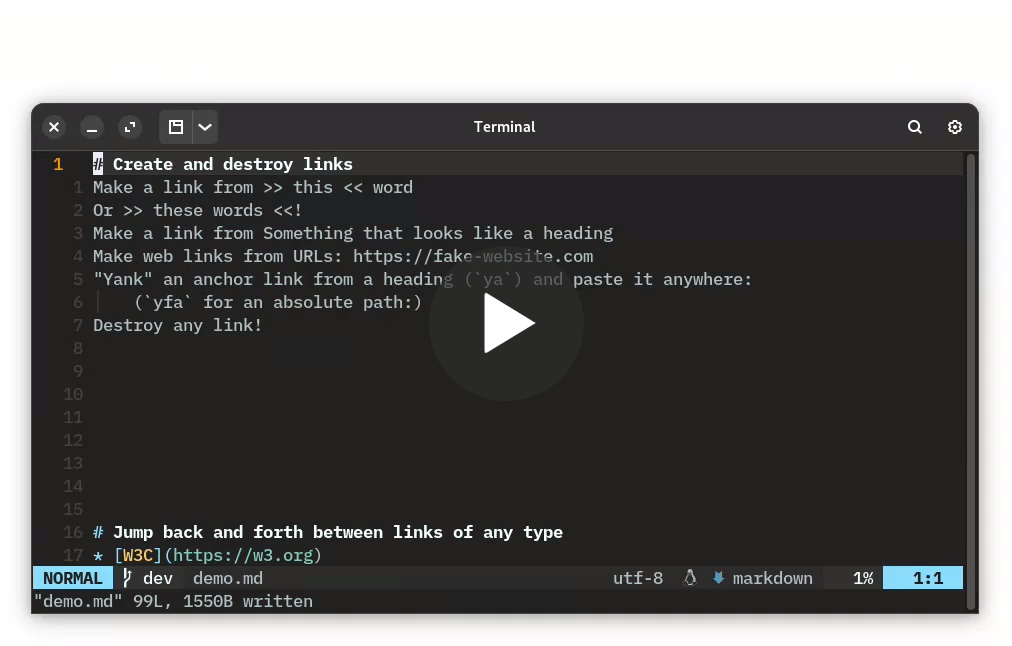 Terminal
1 # Create and destroy links
1 Make a link from >> this << word
2 Or >> these words <<!
3 Make a link from Something that looks like a heading
4 Make web links from URLs: https://fake-website.com
5 "Yank" an anchor link from a heading (`ya`) and paste it anywhere:
6 (`yfa` for an absolute path:)
7 Destroy any link!
8
9
10
11
12
13
14
15
16 # Jump back and forth between links of any type
17 * [W3C](https://w3.org)
NORMAL dev demo.md utf-8 markdown 1% 1:1
"demo.md" 99L, 1550B written